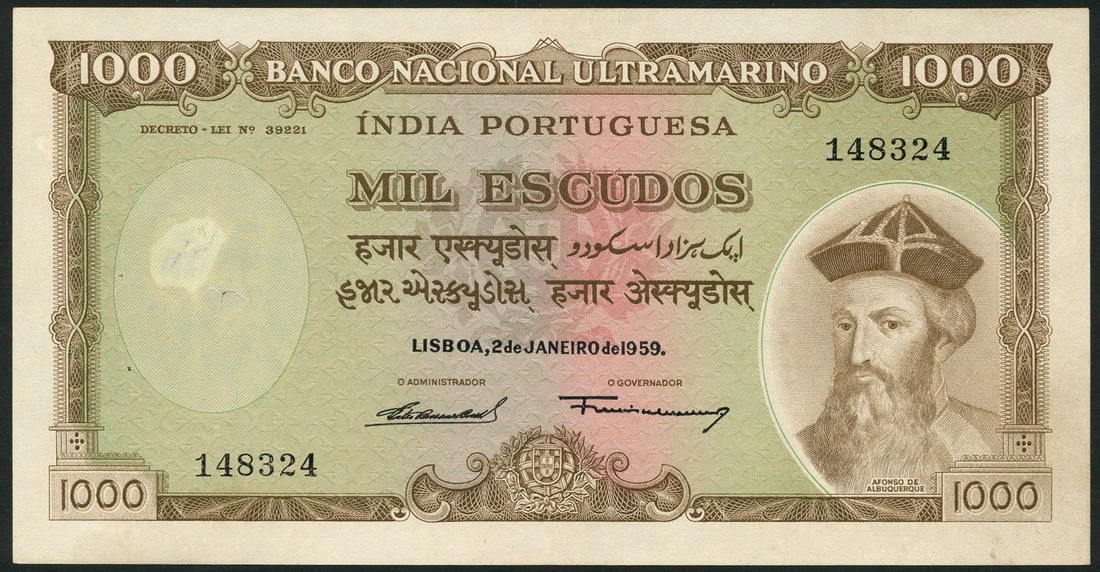 1000 BANCO NACIONAL ULTRAMARINO 1000
DECRETO - LEI Nº 39221
ÍNDIA PORTUGUESA
148324
MIL ESCUDOS
हजार एस्क्यूडोस् ایک ہزار اسکودو
હજાર એસ્ક્યૂડોસ્ हजार ॲस्क्यूडोस्
LISBOA, 2 de JANEIRO de 1959.
O ADMINISTRADOR O GOVERNADOR
148324
AFONSO DE
ALBUQUERQUE
1000 1000